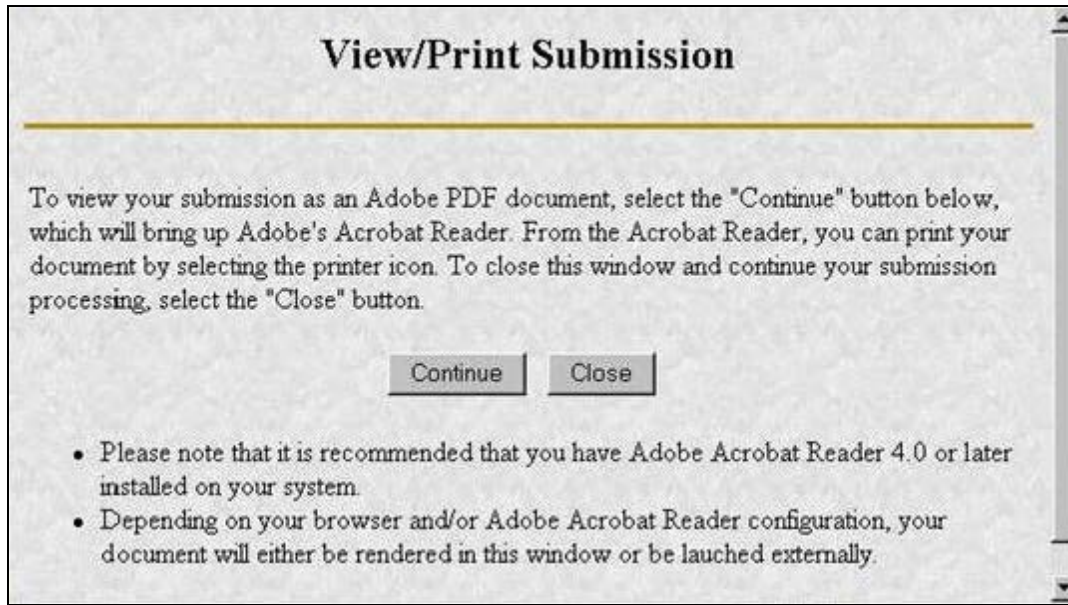 View/Print Submission
To view your submission as an Adobe PDF document, select the "Continue" button below,
which will bring up Adobe's Acrobat Reader. From the Acrobat Reader, you can print your
document by selecting the printer icon. To close this window and continue your submission
processing, select the "Close" button.
Continue Close
• Please note that it is recommended that you have Adobe Acrobat Reader 4.0 or later
installed on your system.
• Depending on your browser and/or Adobe Acrobat Reader configuration, your
document will either be rendered in this window or be lauched externally.